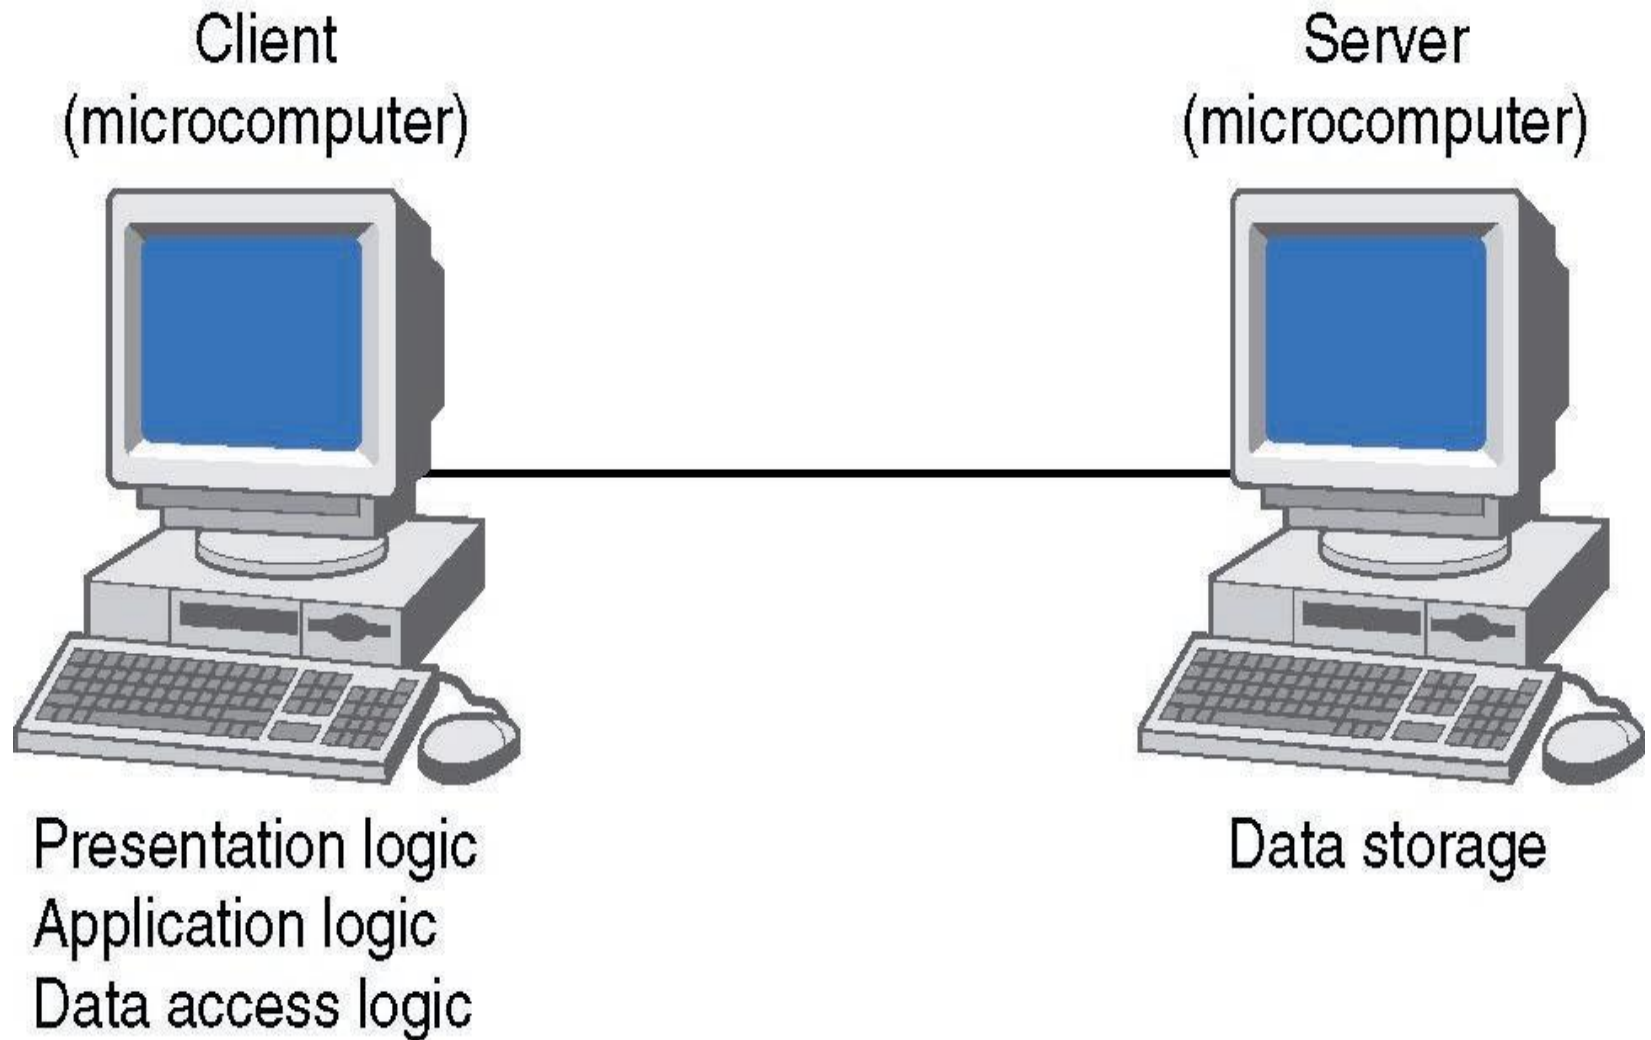 Client
(microcomputer)
Server
(microcomputer)
Presentation logic
Application logic
Data access logic
Data storage